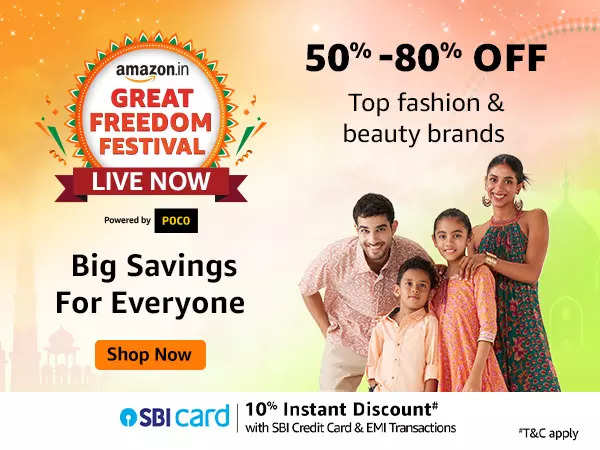 amazon.in
GREAT
FREEDOM
FESTIVAL
LIVE NOW
Powered by POCO
Big Savings
For Everyone
Shop Now
50% -80% OFF
Top fashion &
beauty brands
SBI card
10% Instant Discount#
with SBI Credit Card & EMI Transactions
#T&C apply